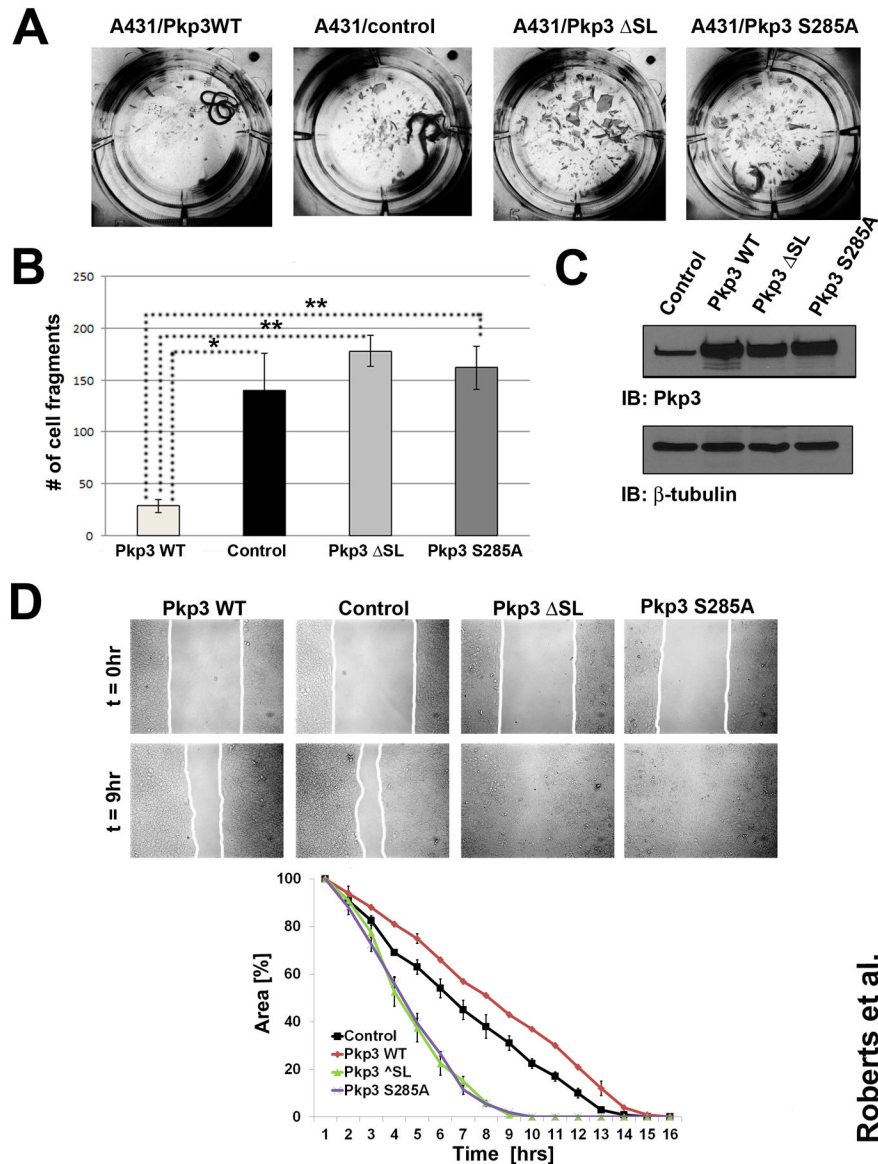 A
A431/Pkp3WT
A431/control
A431/Pkp3 ΔSL
A431/Pkp3 S285A
B
250
200
150
100
50
0
# of cell fragments
**
**
*
Pkp3 WT
Control
Pkp3 ΔSL
Pkp3 S285A
C
Control
Pkp3 WT
Pkp3 ΔSL
Pkp3 S285A
IB: Pkp3
IB: β-tubulin
D
Pkp3 WT
Control
Pkp3 ΔSL
Pkp3 S285A
t = 0hr
t = 9hr
100
80
60
40
20
0
Area [%]
Control
Pkp3 WT
Pkp3 ^SL
Pkp3 S285A
1 2 3 4 5 6 7 8 9 10 11 12 13 14 15 16
Time [hrs]
Roberts et al.